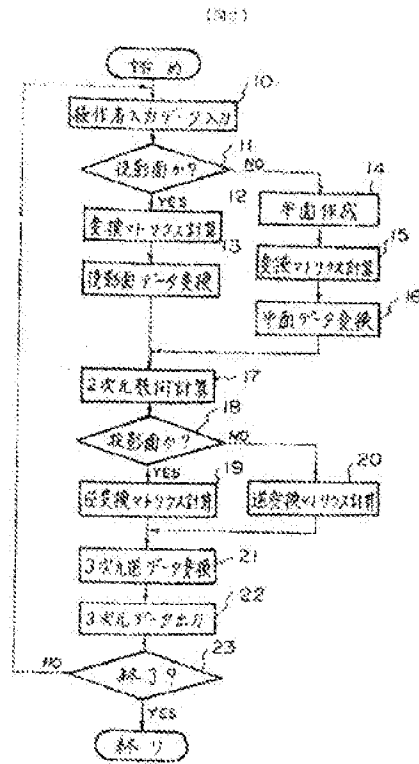 始め
10
操作者入力データ入力
11
投影面か?
NO
14
YES
12
平面作成
変換マトリクス計算
13
15
変換マトリクス計算
投影面データ変換
16
平面データ変換
17
2次元幾何計算
18
投影面か?
NO
YES
19
20
逆変換マトリクス計算
逆変換マトリクス計算
21
3次元逆データ変換
22
3次元データ出力
23
NO
終了?
YES
終り